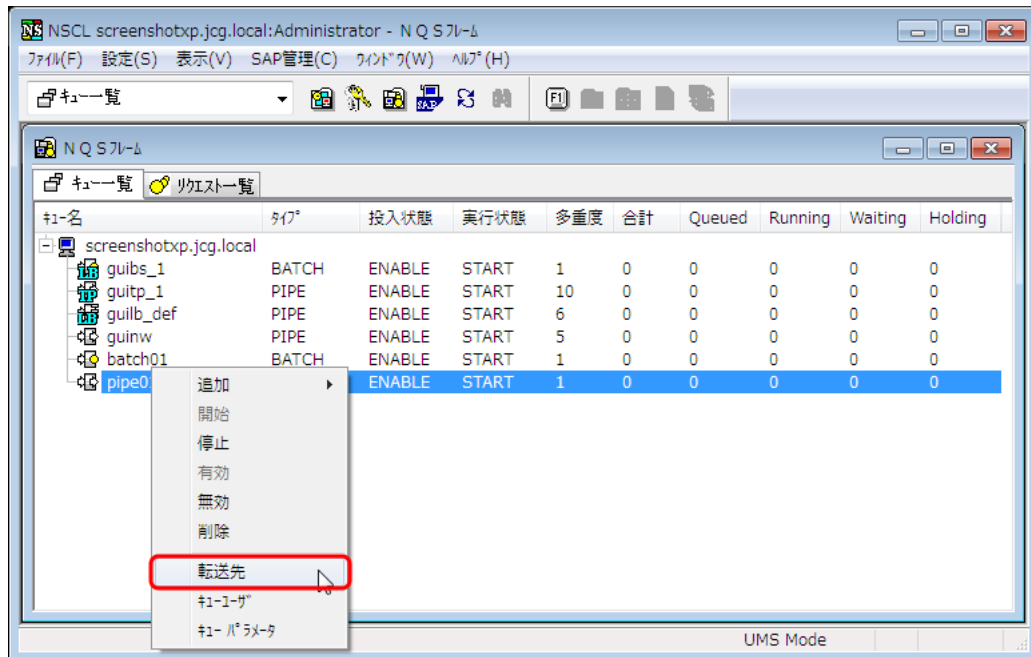 NSCL screenshotxp.jcg.local:Administrator - N Q S ﾌﾚｰﾑ
ﾌｧｲﾙ(F) 設定(S) 表示(V) SAP管理(C) ｳｨﾝﾄﾞｳ(W) ﾍﾙﾌﾟ(H)
ｷｭｰ一覧 SAP F1
N Q S ﾌﾚｰﾑ
ｷｭｰ一覧 ﾘｸｴｽﾄ一覧
ｷｭｰ名 ﾀｲﾌﾟ 投入状態 実行状態 多重度 合計 Queued Running Waiting Holding
screenshotxp.jcg.local
guibs_1 BATCH ENABLE START 1 0 0 0 0 0
guitp_1 PIPE ENABLE START 10 0 0 0 0 0
guilb_def PIPE ENABLE START 6 0 0 0 0 0
guinw PIPE ENABLE START 5 0 0 0 0 0
batch01 BATCH ENABLE START 1 0 0 0 0 0
pipe0 ENABLE START 1 0 0 0 0 0
追加
開始
停止
有効
無効
削除
転送先
ｷｭｰﾕｰｻﾞ
ｷｭｰ ﾊﾟﾗﾒｰﾀ
UMS Mode